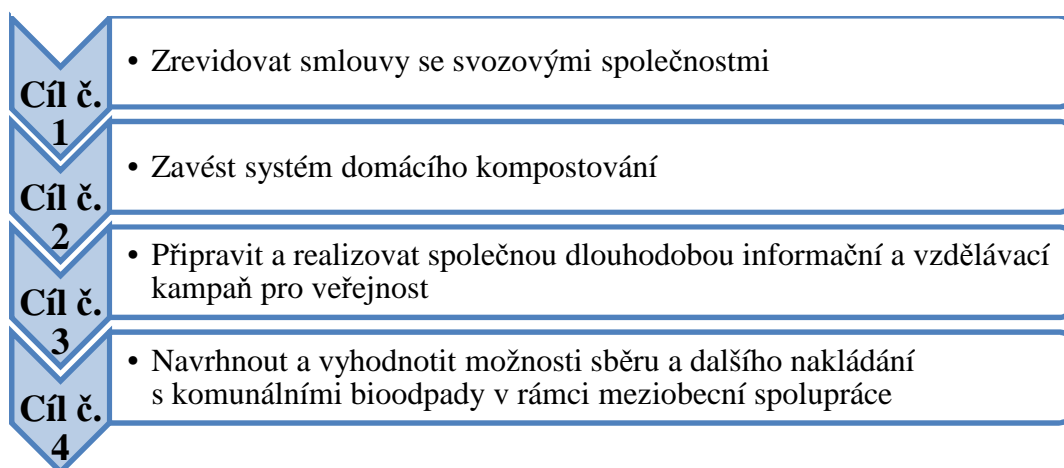 Cíl č.
1
• Zrevidovat smlouvy se svozovými společnostmi
Cíl č.
2
• Zavést systém domácího kompostování
Cíl č.
3
• Připravit a realizovat společnou dlouhodobou informační a vzdělávací
kampaň pro veřejnost
Cíl č.
4
• Navrhnout a vyhodnotit možnosti sběru a dalšího nakládání
s komunálními bioodpady v rámci meziobecní spolupráce